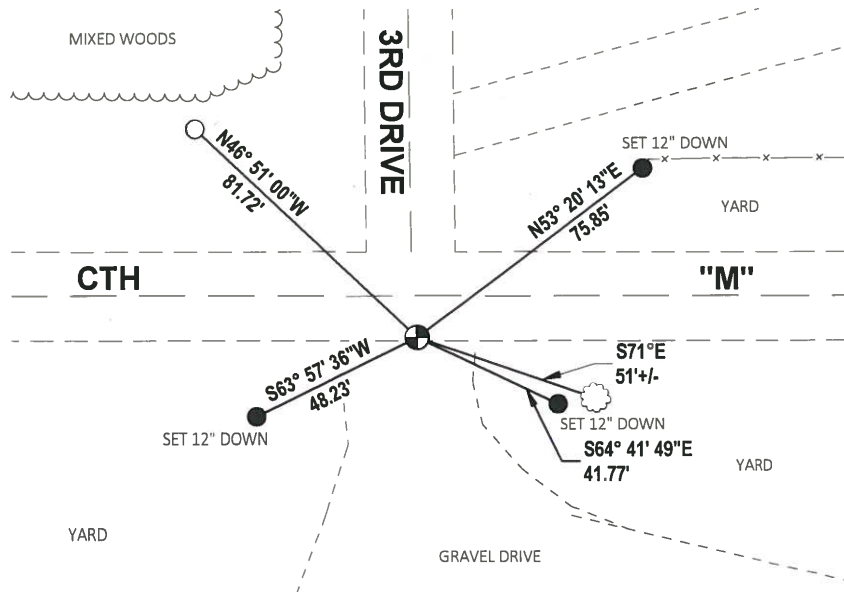 MIXED WOODS
3RD DRIVE
N46° 51' 00"W
81.72'
SET 12" DOWN
N53° 20' 13"E
75.85'
YARD
CTH
"M"
S63° 57' 36"W
48.23'
S71°E
51'+/-
SET 12" DOWN
SET 12" DOWN
S64° 41' 49"E
41.77'
YARD
YARD
GRAVEL DRIVE